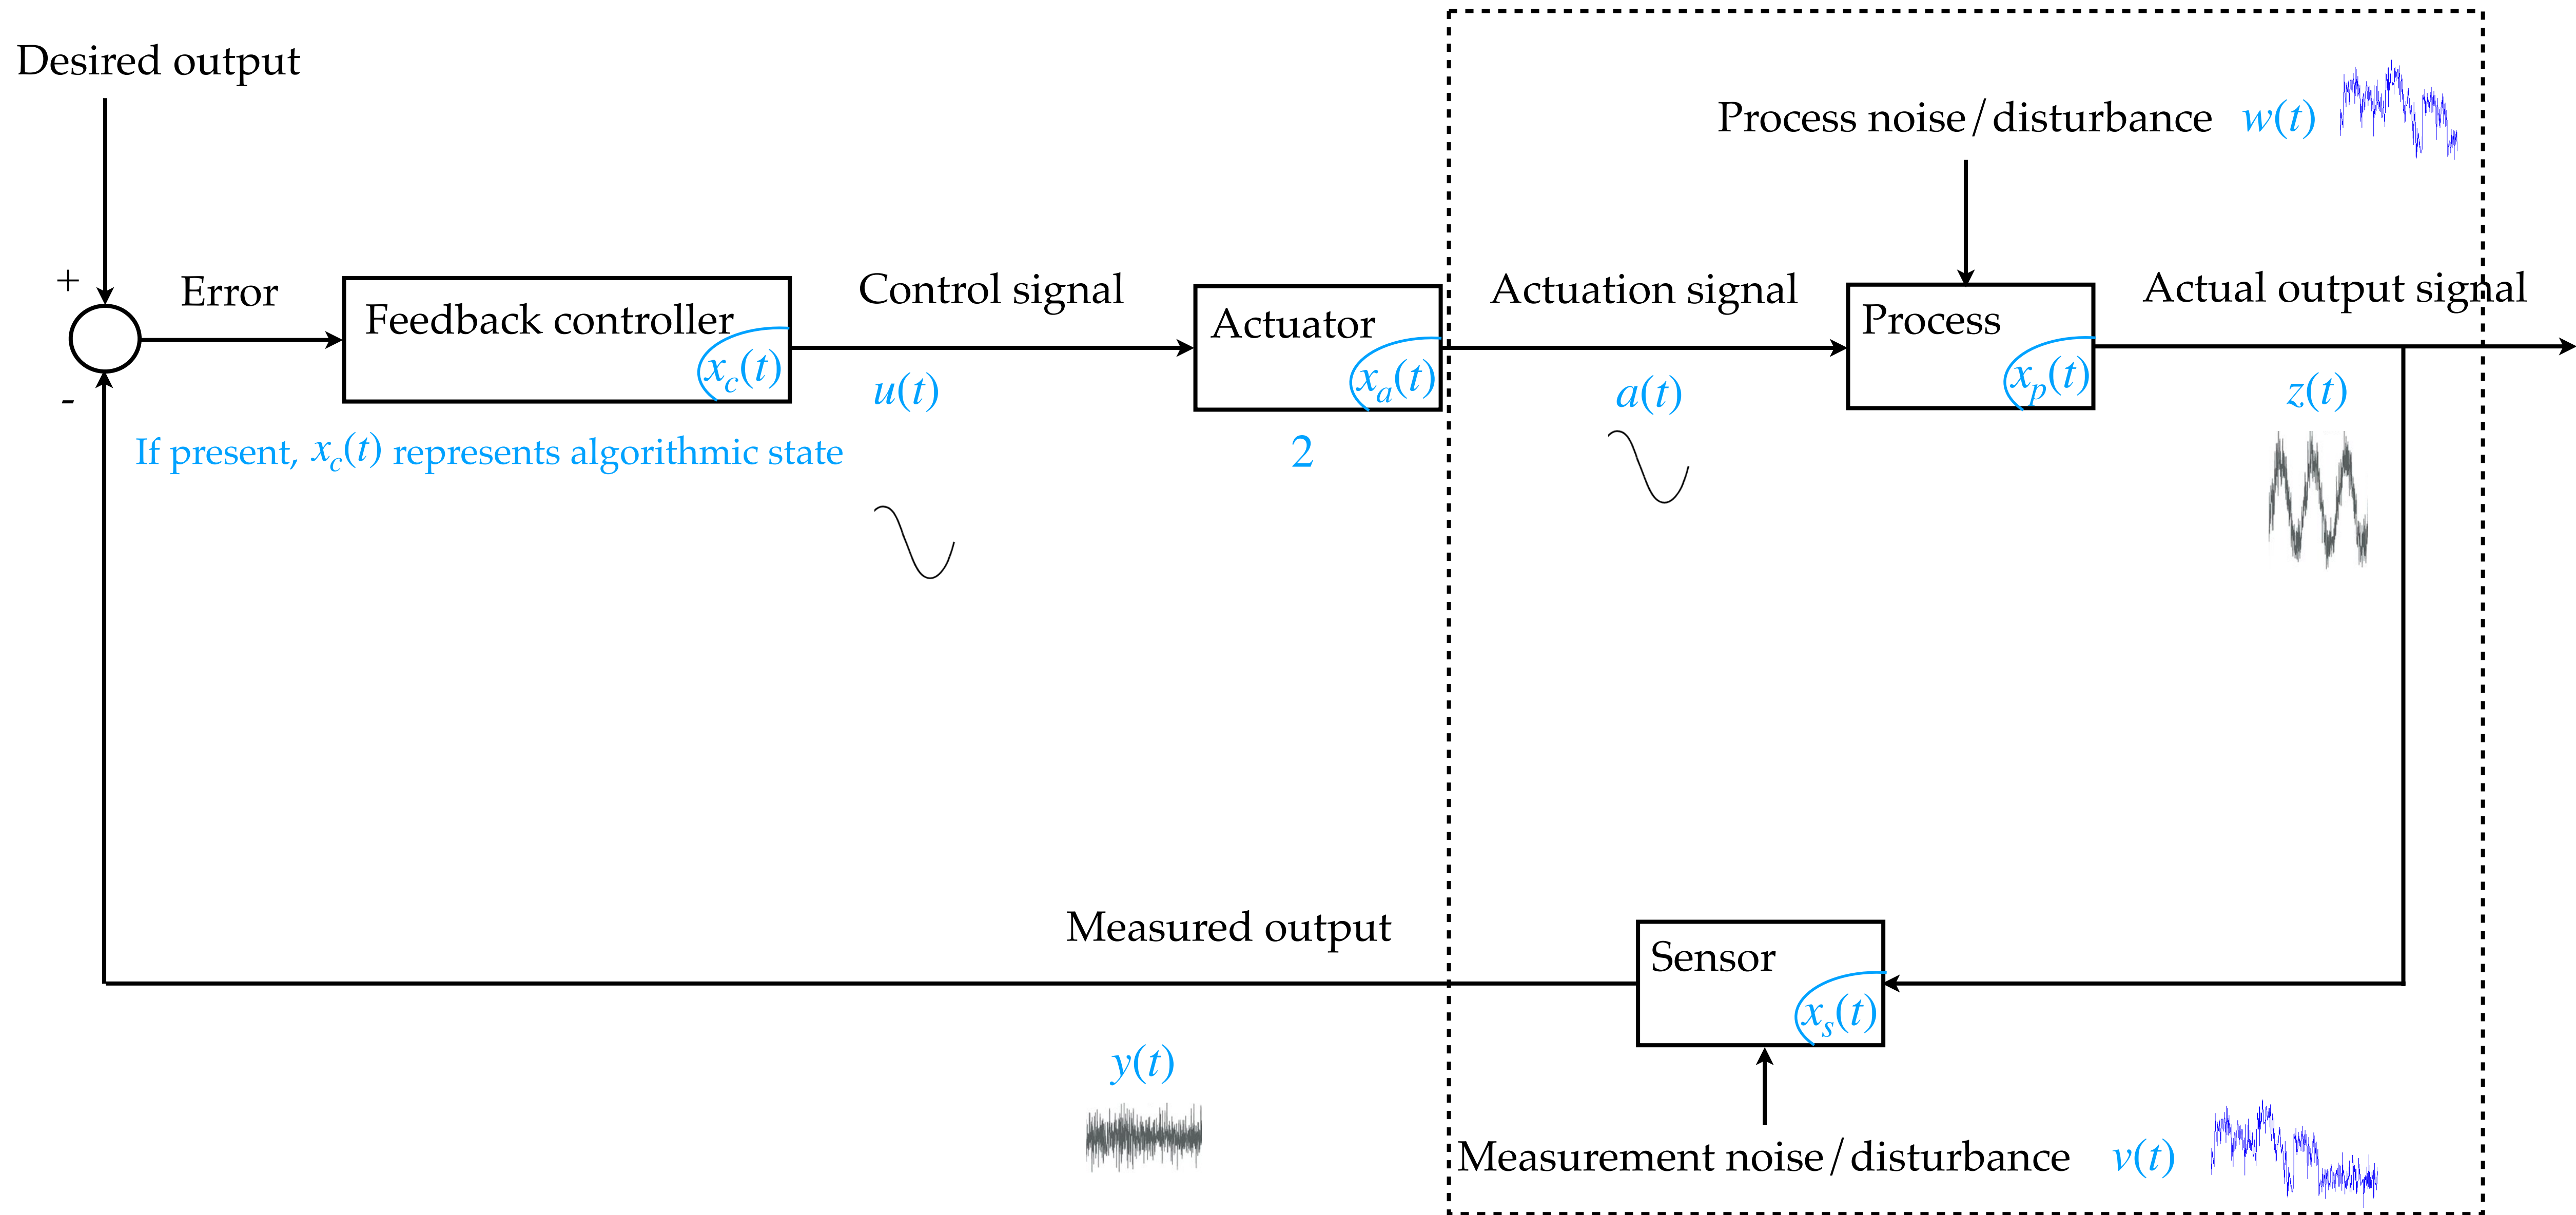 Desired output
Process noise/disturbance w(t)
+
Error
Feedback controller
x_c(t)
Control signal
u(t)
Actuator
x_a(t)
2
Actuation signal
a(t)
Process
x_p(t)
Actual output signal
z(t)
-
If present, x_c(t) represents algorithmic state
Measured output
y(t)
Sensor
x_s(t)
Measurement noise/disturbance v(t)